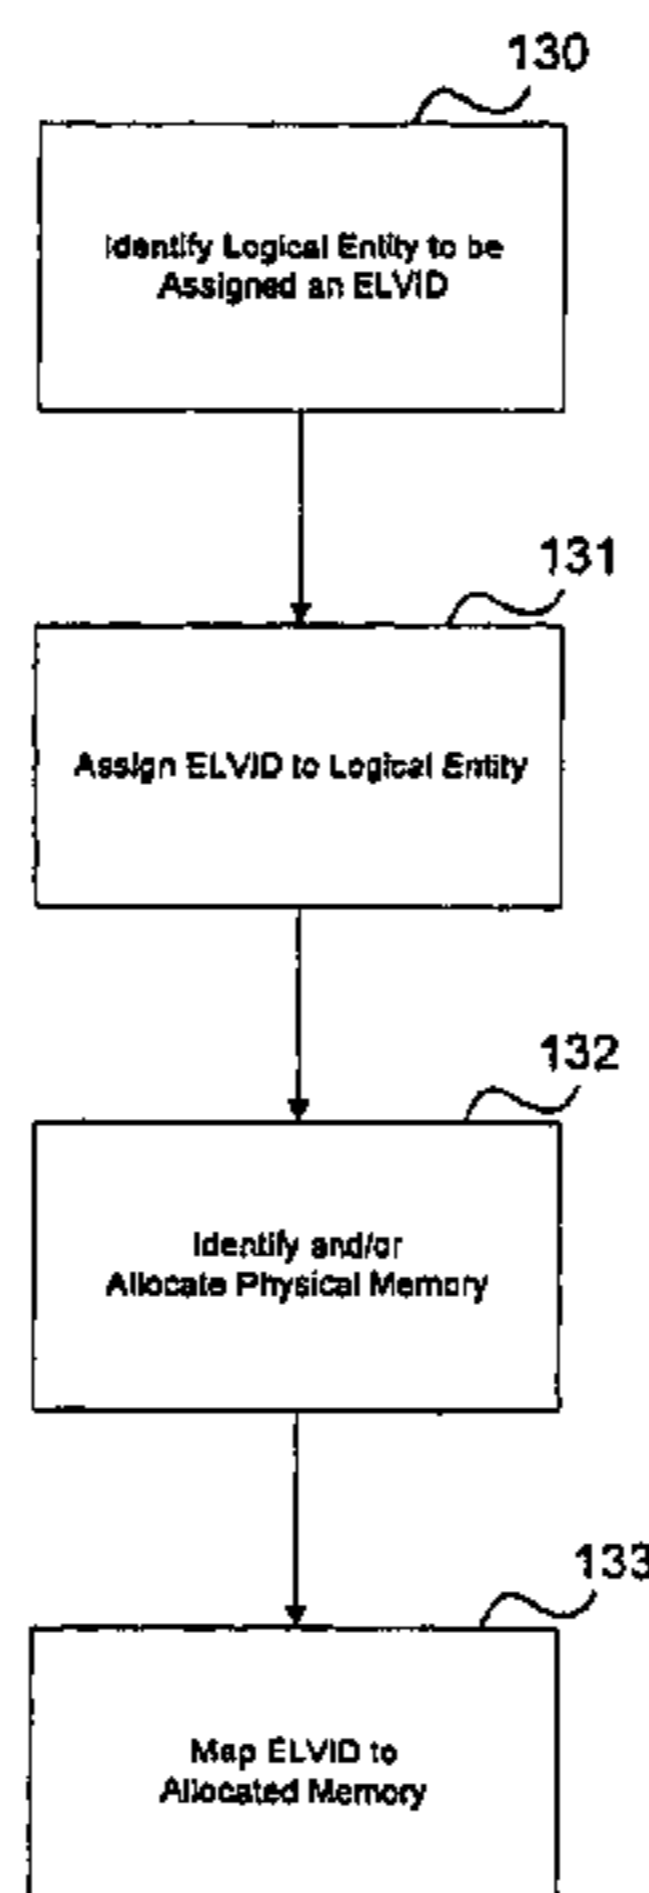 130
Identify Logical Entity to be
Assigned an ELVID
131
Assign ELVID to Logical Entity
132
Identify and/or
Allocate Physical Memory
133
Map ELVID to
Allocated Memory